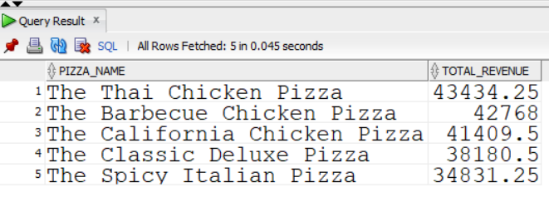 Query Result ×
SQL | All Rows Fetched: 5 in 0.045 seconds
PIZZA_NAME TOTAL_REVENUE
1 The Thai Chicken Pizza 43434.25
2 The Barbecue Chicken Pizza 42768
3 The California Chicken Pizza 41409.5
4 The Classic Deluxe Pizza 38180.5
5 The Spicy Italian Pizza 34831.25